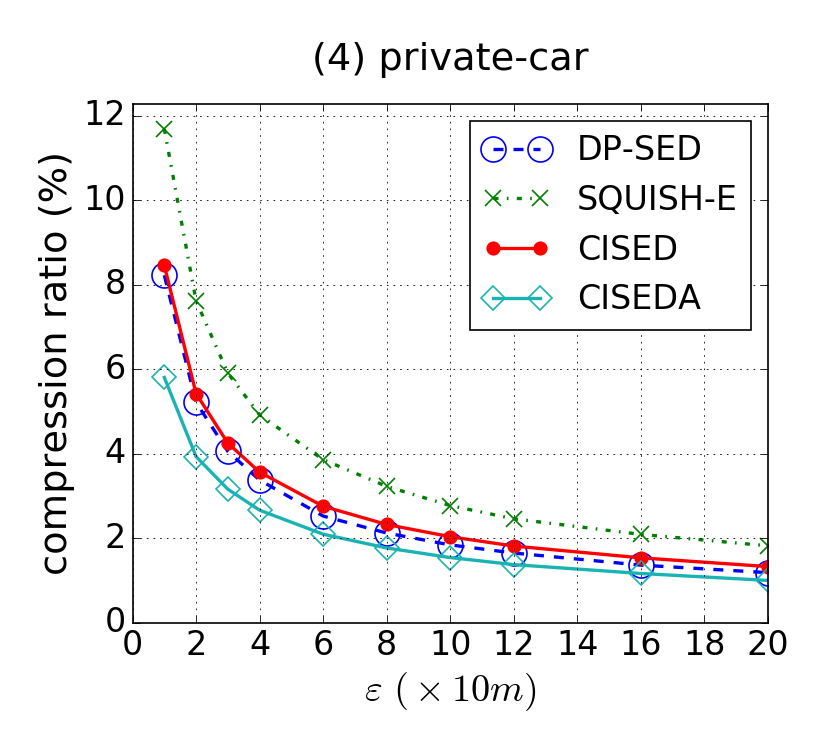 (4) private-car
compression ratio (%)
12
10
8
6
4
2
0
DP-SED
SQUISH-E
CISED
CISEDA
0 2 4 6 8 10 12 14 16 18 20
ε (×10m)